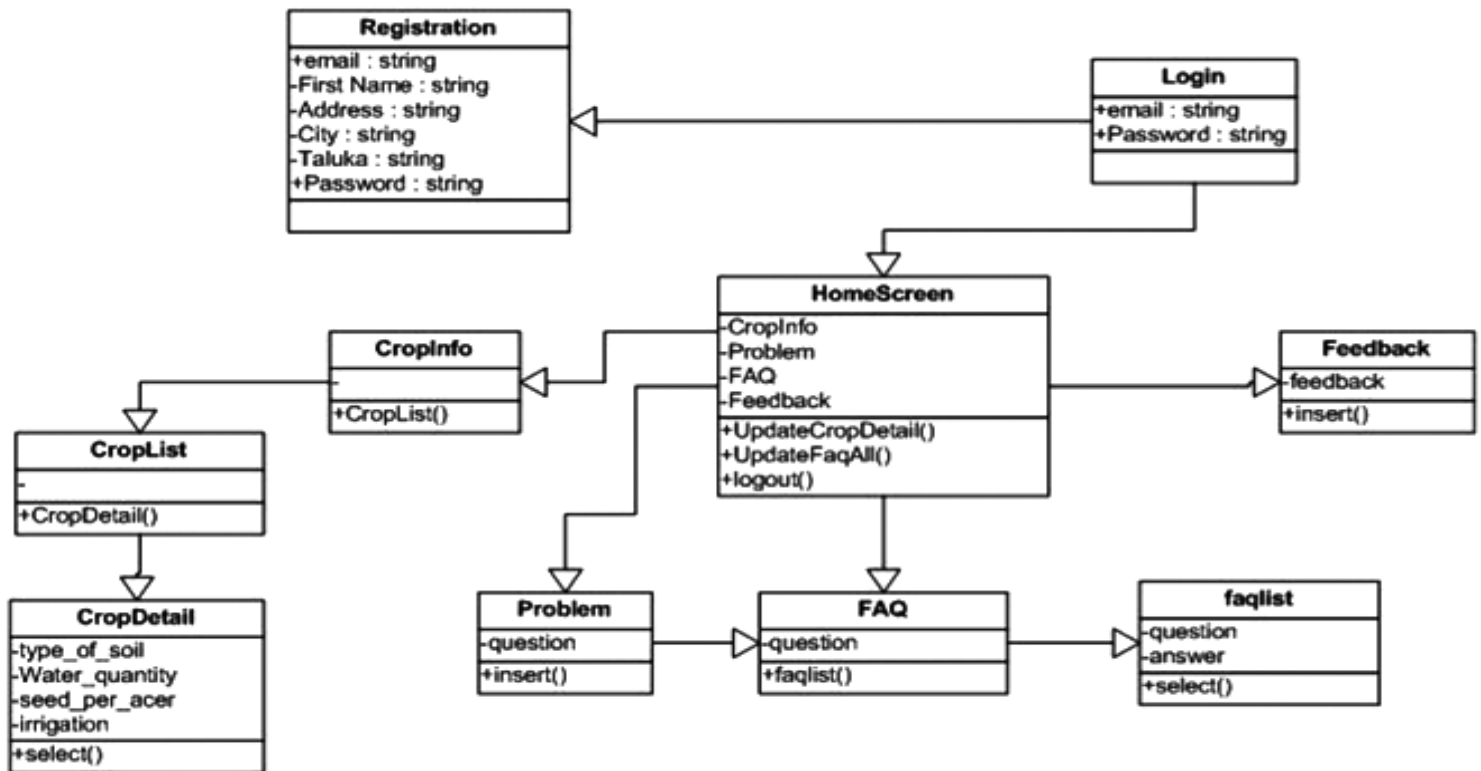 Registration
+email : string
-First Name : string
-Address : string
-City : string
-Taluka : string
+Password : string
Login
+email : string
+Password : string
HomeScreen
-CropInfo
-Problem
-FAQ
-Feedback
+UpdateCropDetail()
+UpdateFaqAll()
+logout()
CropInfo
-
+CropList()
Feedback
-feedback
+insert()
CropList
-
+CropDetail()
CropDetail
-type_of_soil
-Water_quantity
-seed_per_acer
-irrigation
+select()
Problem
-question
+insert()
FAQ
-question
+faqlist()
faqlist
-question
-answer
+select()